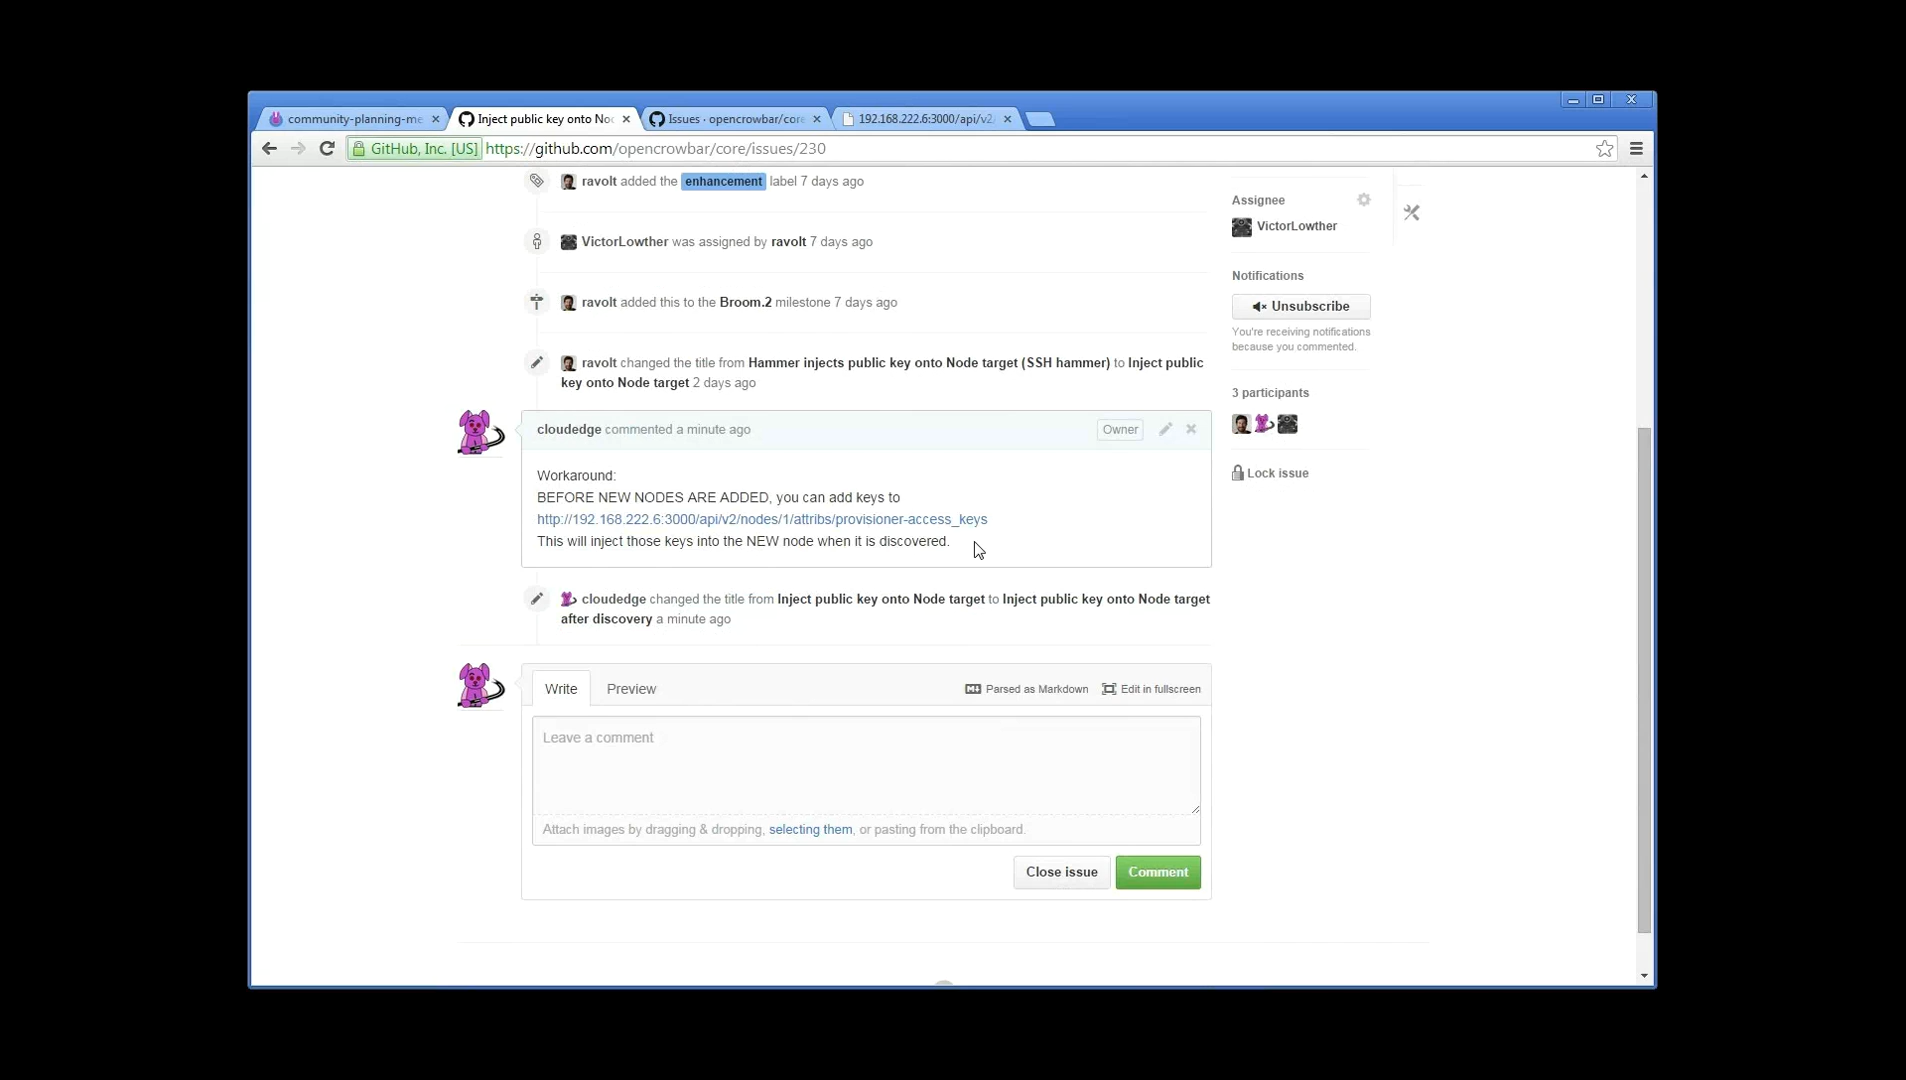 community-planning-me
Inject public key onto Noc
Issues · opencrowbar/core
192.168.222.6:3000/api/v2/
GitHub, Inc. [US]
https://github.com/opencrowbar/core/issues/230
ravolt added the enhancement label 7 days ago
VictorLowther was assigned by ravolt 7 days ago
ravolt added this to the Broom.2 milestone 7 days ago
ravolt changed the title from Hammer injects public key onto Node target (SSH hammer) to Inject public
key onto Node target 2 days ago
cloudedge commented a minute ago
Owner
Workaround:
BEFORE NEW NODES ARE ADDED, you can add keys to
http://192.168.222.6:3000/api/v2/nodes/1/attribs/provisioner-access_keys
This will inject those keys into the NEW node when it is discovered.
cloudedge changed the title from Inject public key onto Node target to Inject public key onto Node target
after discovery a minute ago
Write
Preview
Parsed as Markdown
Edit in fullscreen
Leave a comment
Attach images by dragging & dropping, selecting them, or pasting from the clipboard.
Close issue
Comment
Assignee
VictorLowther
Notifications
Unsubscribe
You're receiving notifications
because you commented.
3 participants
Lock issue